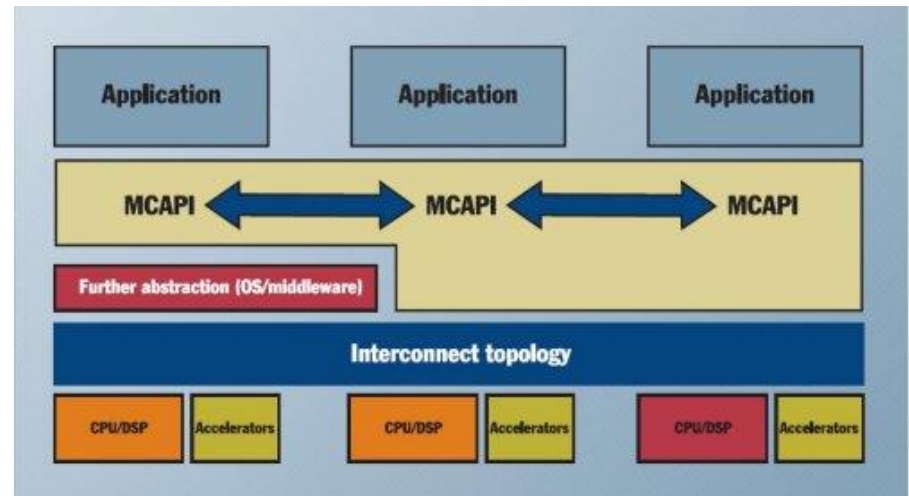 Application
Application
Application
MCAPI
MCAPI
MCAPI
Further abstraction (OS/middleware)
Interconnect topology
CPU/DSP
Accelerators
CPU/DSP
Accelerators
CPU/DSP
Accelerators